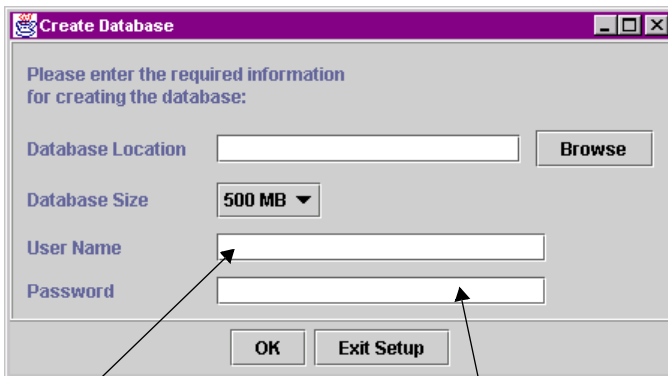 Create Database
Please enter the required information
for creating the database:
Database Location
Browse
Database Size
500 MB
User Name
Password
OK
Exit Setup